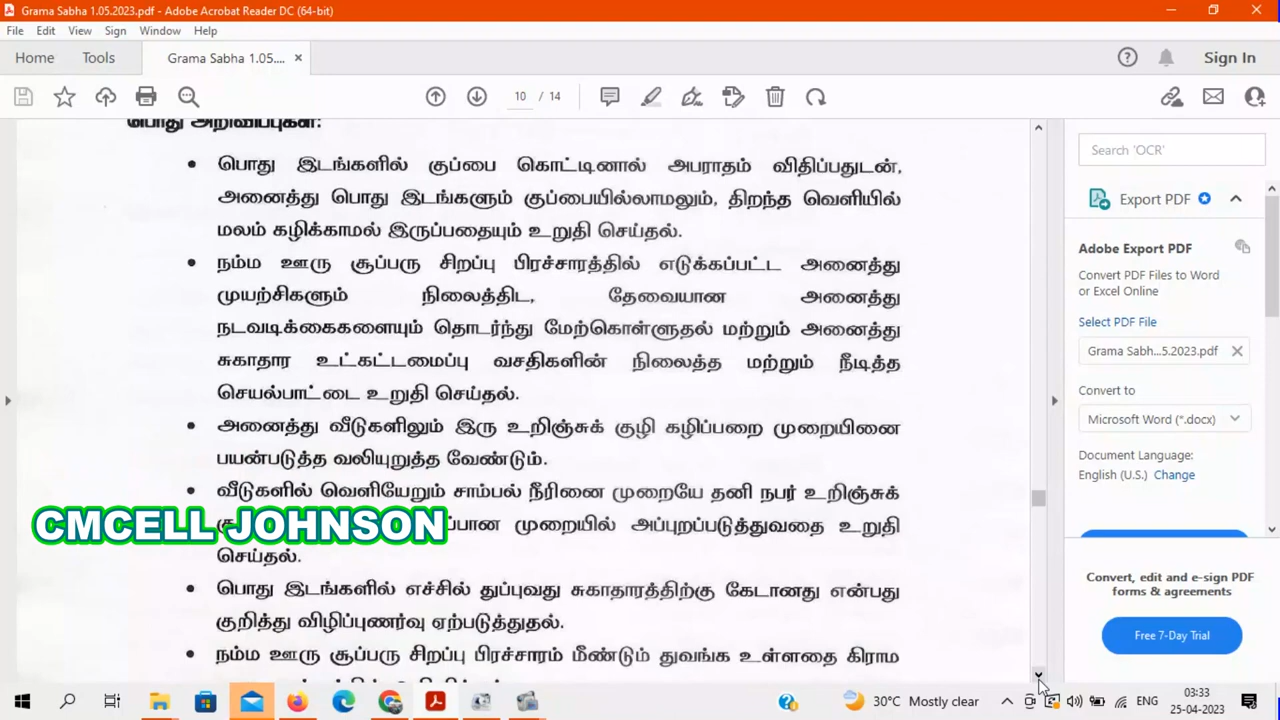 Grama Sabha 1.05.2023.pdf - Adobe Acrobat Reader DC (64-bit)
File Edit View Sign Window Help
Home Tools Grama Sabha 1.05....
Sign In
10 / 14
பொது அறிவிப்புகள்:
• பொது இடங்களில் குப்பை கொட்டினால் அபராதம் விதிப்பதுடன்,
அனைத்து பொது இடங்களும் குப்பையில்லாமலும், திறந்த வெளியில்
மலம் கழிக்காமல் இருப்பதையும் உறுதி செய்தல்.
• நம்ம ஊரு சூப்பரு சிறப்பு பிரச்சாரத்தில் எடுக்கப்பட்ட அனைத்து
முயற்சிகளும் நிலைத்திட, தேவையான அனைத்து
நடவடிக்கைகளையும் தொடர்ந்து மேற்கொள்ளுதல் மற்றும் அனைத்து
சுகாதார உட்கட்டமைப்பு வசதிகளின் நிலைத்த மற்றும் நீடித்த
செயல்பாட்டை உறுதி செய்தல்.
• அனைத்து வீடுகளிலும் இரு உறிஞ்சுக் குழி கழிப்பறை முறையினை
பயன்படுத்த வலியுறுத்த வேண்டும்.
• வீடுகளில் வெளியேறும் சாம்பல் நீரினை முறையே தனி நபர் உறிஞ்சுக்
முறையில் அப்புறப்படுத்துவதை உறுதி
செய்தல்.
• பொது இடங்களில் எச்சில் துப்புவது சுகாதாரத்திற்கு கேடானது என்பது
குறித்து விழிப்புணர்வு ஏற்படுத்துதல்.
• நம்ம ஊரு சூப்பரு சிறப்பு பிரச்சாரம் மீண்டும் துவங்க உள்ளதை கிராம
CMCELL JOHNSON
Search 'OCR'
Export PDF
Adobe Export PDF
Convert PDF Files to Word
or Excel Online
Select PDF File
Grama Sabh...5.2023.pdf
Convert to
Microsoft Word (*.docx)
Document Language:
English (U.S.) Change
Convert, edit and e-sign PDF
forms & agreements
Free 7-Day Trial
30°C Mostly clear
ENG
03:33
25-04-2023